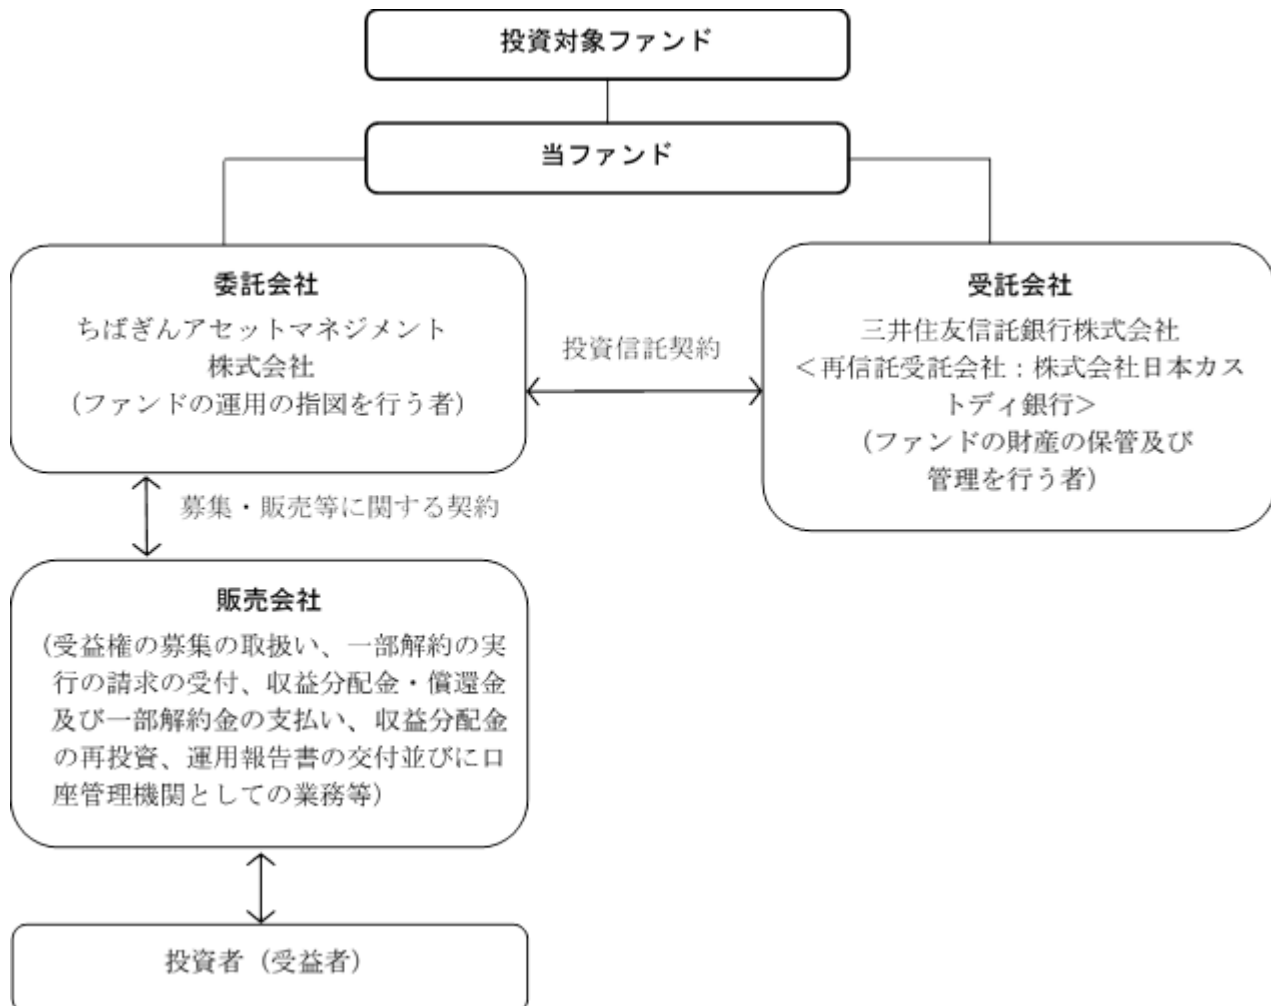 投資対象ファンド
当ファンド
委託会社
ちばぎんアセットマネジメント
株式会社
(ファンドの運用の指図を行う者)
投資信託契約
受託会社
三井住友信託銀行株式会社
<再信託受託会社：株式会社日本カス
トディ銀行>
(ファンドの財産の保管及び
管理を行う者)
募集・販売等に関する契約
販売会社
(受益権の募集の取扱い、一部解約の実
行の請求の受付、収益分配金・償還金
及び一部解約金の支払い、収益分配金
の再投資、運用報告書の交付並びに口
座管理機関としての業務等)
投資者（受益者）